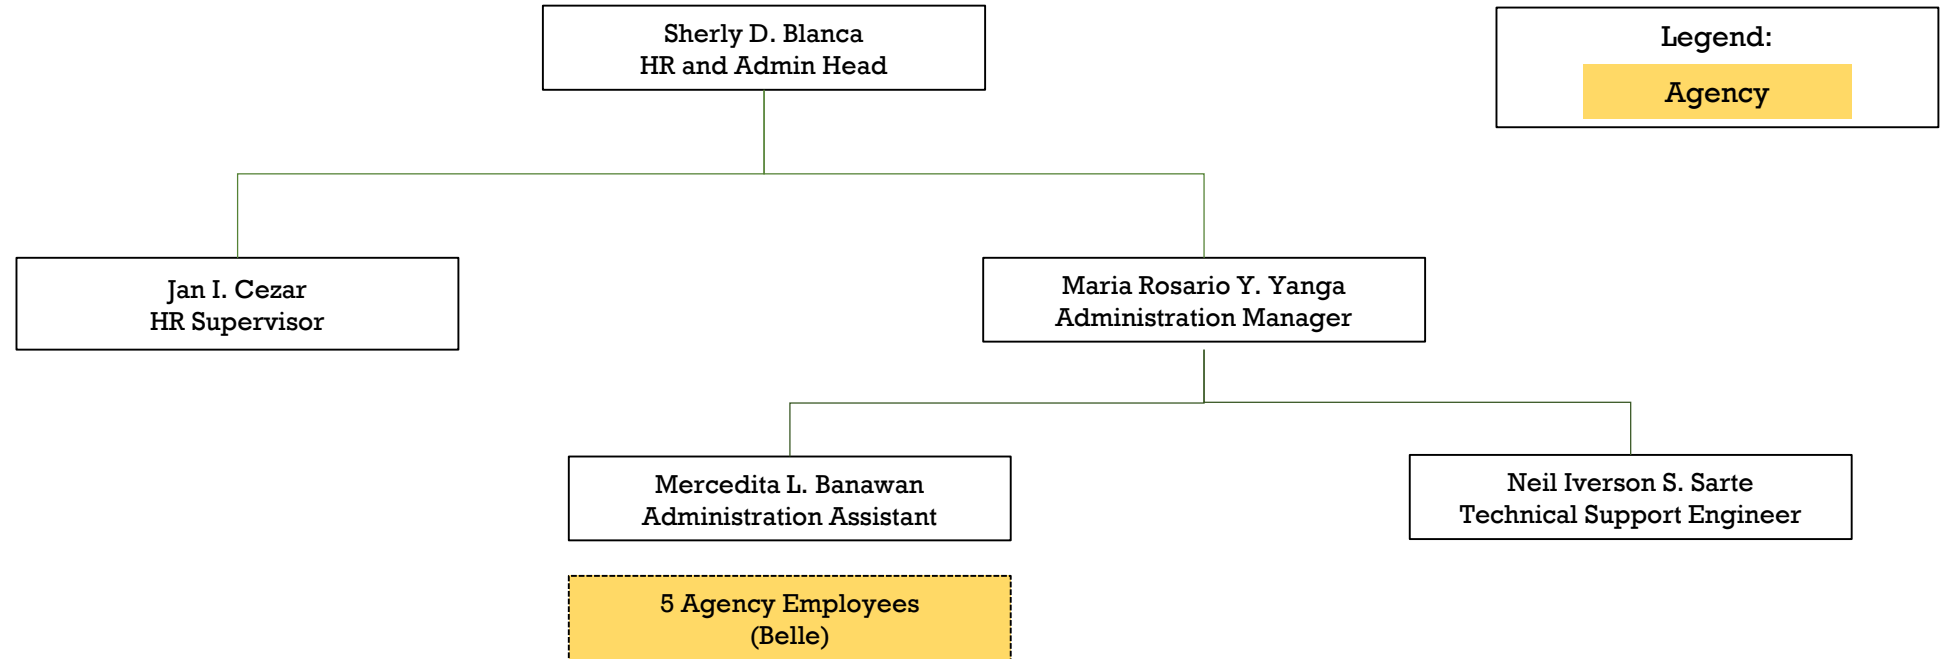 Sherly D. Blanca
HR and Admin Head
Legend:
Agency
Jan I. Cezar
HR Supervisor
Maria Rosario Y. Yanga
Administration Manager
Mercedita L. Banawan
Administration Assistant
Neil Iverson S. Sarte
Technical Support Engineer
5 Agency Employees
(Belle)